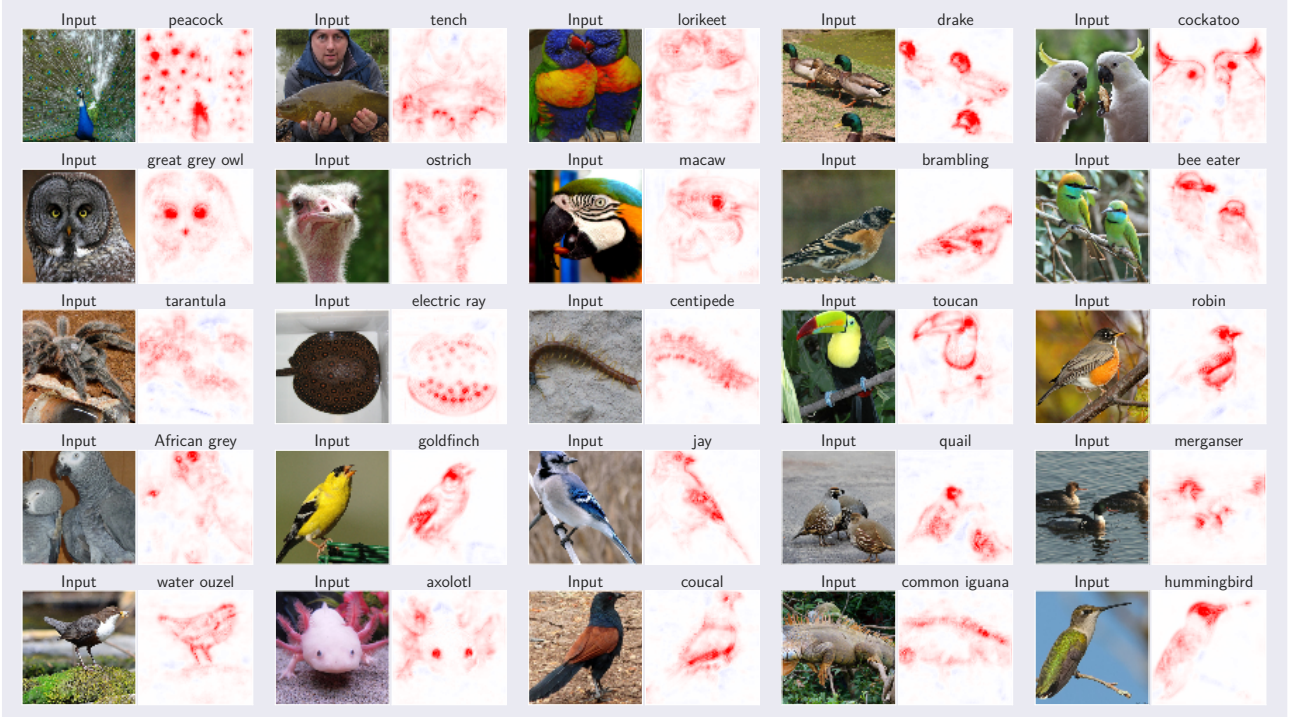 Input peacock Input tench Input lorikeet Input drake Input cockatoo
Input great grey owl Input ostrich Input macaw Input brambling Input bee eater
Input tarantula Input electric ray Input centipede Input toucan Input robin
Input African grey Input goldfinch Input jay Input quail Input merganser
Input water ouzel Input axolotl Input coucal Input common iguana Input hummingbird